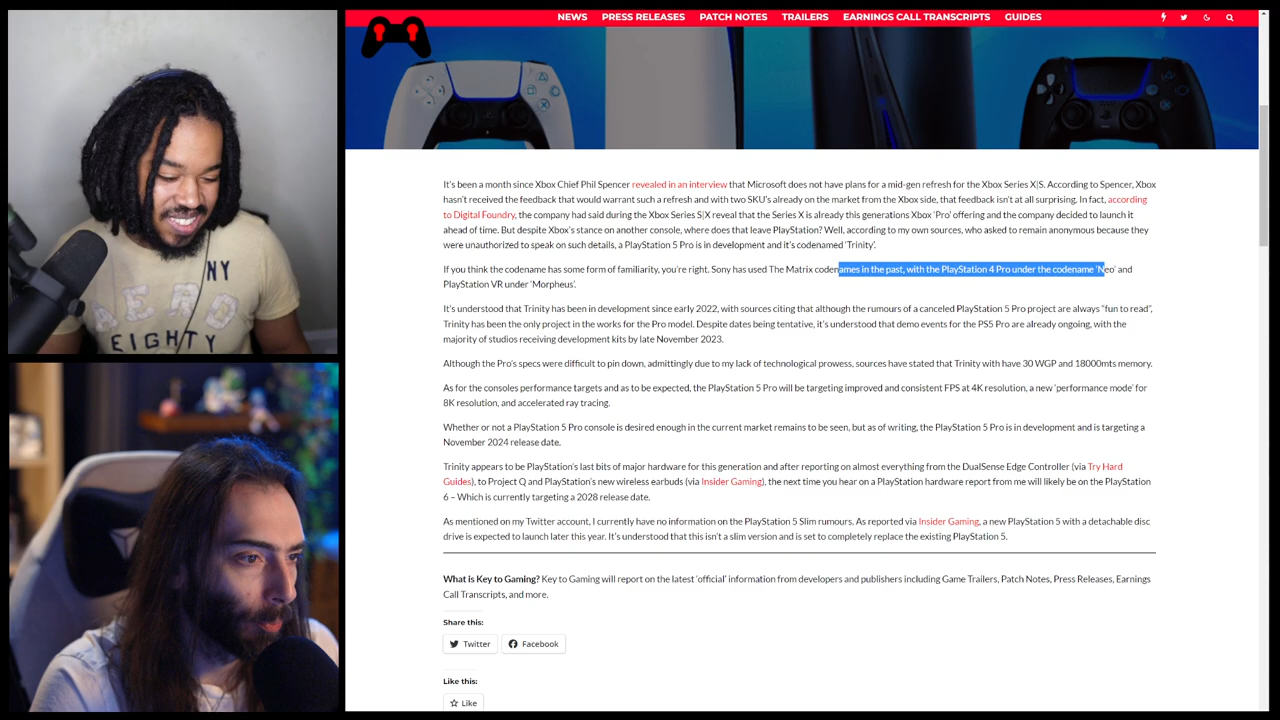 NEWS PRESS RELEASES PATCH NOTES TRAILERS EARNINGS CALL TRANSCRIPTS GUIDES
It's been a month since Xbox Chief Phil Spencer revealed in an interview that Microsoft does not have plans for a mid-gen refresh for the Xbox Series X|S. According to Spencer, Xbox
hasn't received the feedback that would warrant such a refresh and with two SKU's already on the market from the Xbox side, that feedback isn't at all surprising. In fact, according
to Digital Foundry, the company had said during the Xbox Series S|X reveal that the Series X is already this generations Xbox 'Pro' offering and the company decided to launch it
ahead of time. But despite Xbox's stance on another console, where does that leave PlayStation? Well, according to my own sources, who asked to remain anonymous because they
were unauthorized to speak on such details, a PlayStation 5 Pro is in development and it's codenamed 'Trinity'.
If you think the codename has some form of familiarity, you're right. Sony has used The Matrix codenames in the past, with the PlayStation 4 Pro under the codename 'Neo' and
PlayStation VR under 'Morpheus'.
It's understood that Trinity has been in development since early 2022, with sources citing that although the rumours of a canceled PlayStation 5 Pro project are always "fun to read",
Trinity has been the only project in the works for the Pro model. Despite dates being tentative, it's understood that demo events for the PS5 Pro are already ongoing, with the
majority of studios receiving development kits by late November 2023.
Although the Pro's specs were difficult to pin down, admittingly due to my lack of technological prowess, sources have stated that Trinity with have 30 WGP and 18000mts memory.
As for the consoles performance targets and as to be expected, the PlayStation 5 Pro will be targeting improved and consistent FPS at 4K resolution, a new 'performance mode' for
8K resolution, and accelerated ray tracing.
Whether or not a PlayStation 5 Pro console is desired enough in the current market remains to be seen, but as of writing, the PlayStation 5 Pro is in development and is targeting a
November 2024 release date.
Trinity appears to be PlayStation's last bits of major hardware for this generation and after reporting on almost everything from the DualSense Edge Controller (via Try Hard
Guides), to Project Q and PlayStation's new wireless earbuds (via Insider Gaming), the next time you hear on a PlayStation hardware report from me will likely be on the PlayStation
6 – Which is currently targeting a 2028 release date.
As mentioned on my Twitter account, I currently have no information on the PlayStation 5 Slim rumours. As reported via Insider Gaming, a new PlayStation 5 with a detachable disc
drive is expected to launch later this year. It's understood that this isn't a slim version and is set to completely replace the existing PlayStation 5.
What is Key to Gaming? Key to Gaming will report on the latest 'official' information from developers and publishers including Game Trailers, Patch Notes, Press Releases, Earnings
Call Transcripts, and more.
Share this:
Twitter Facebook
Like this:
Like
NY
EIGHTY